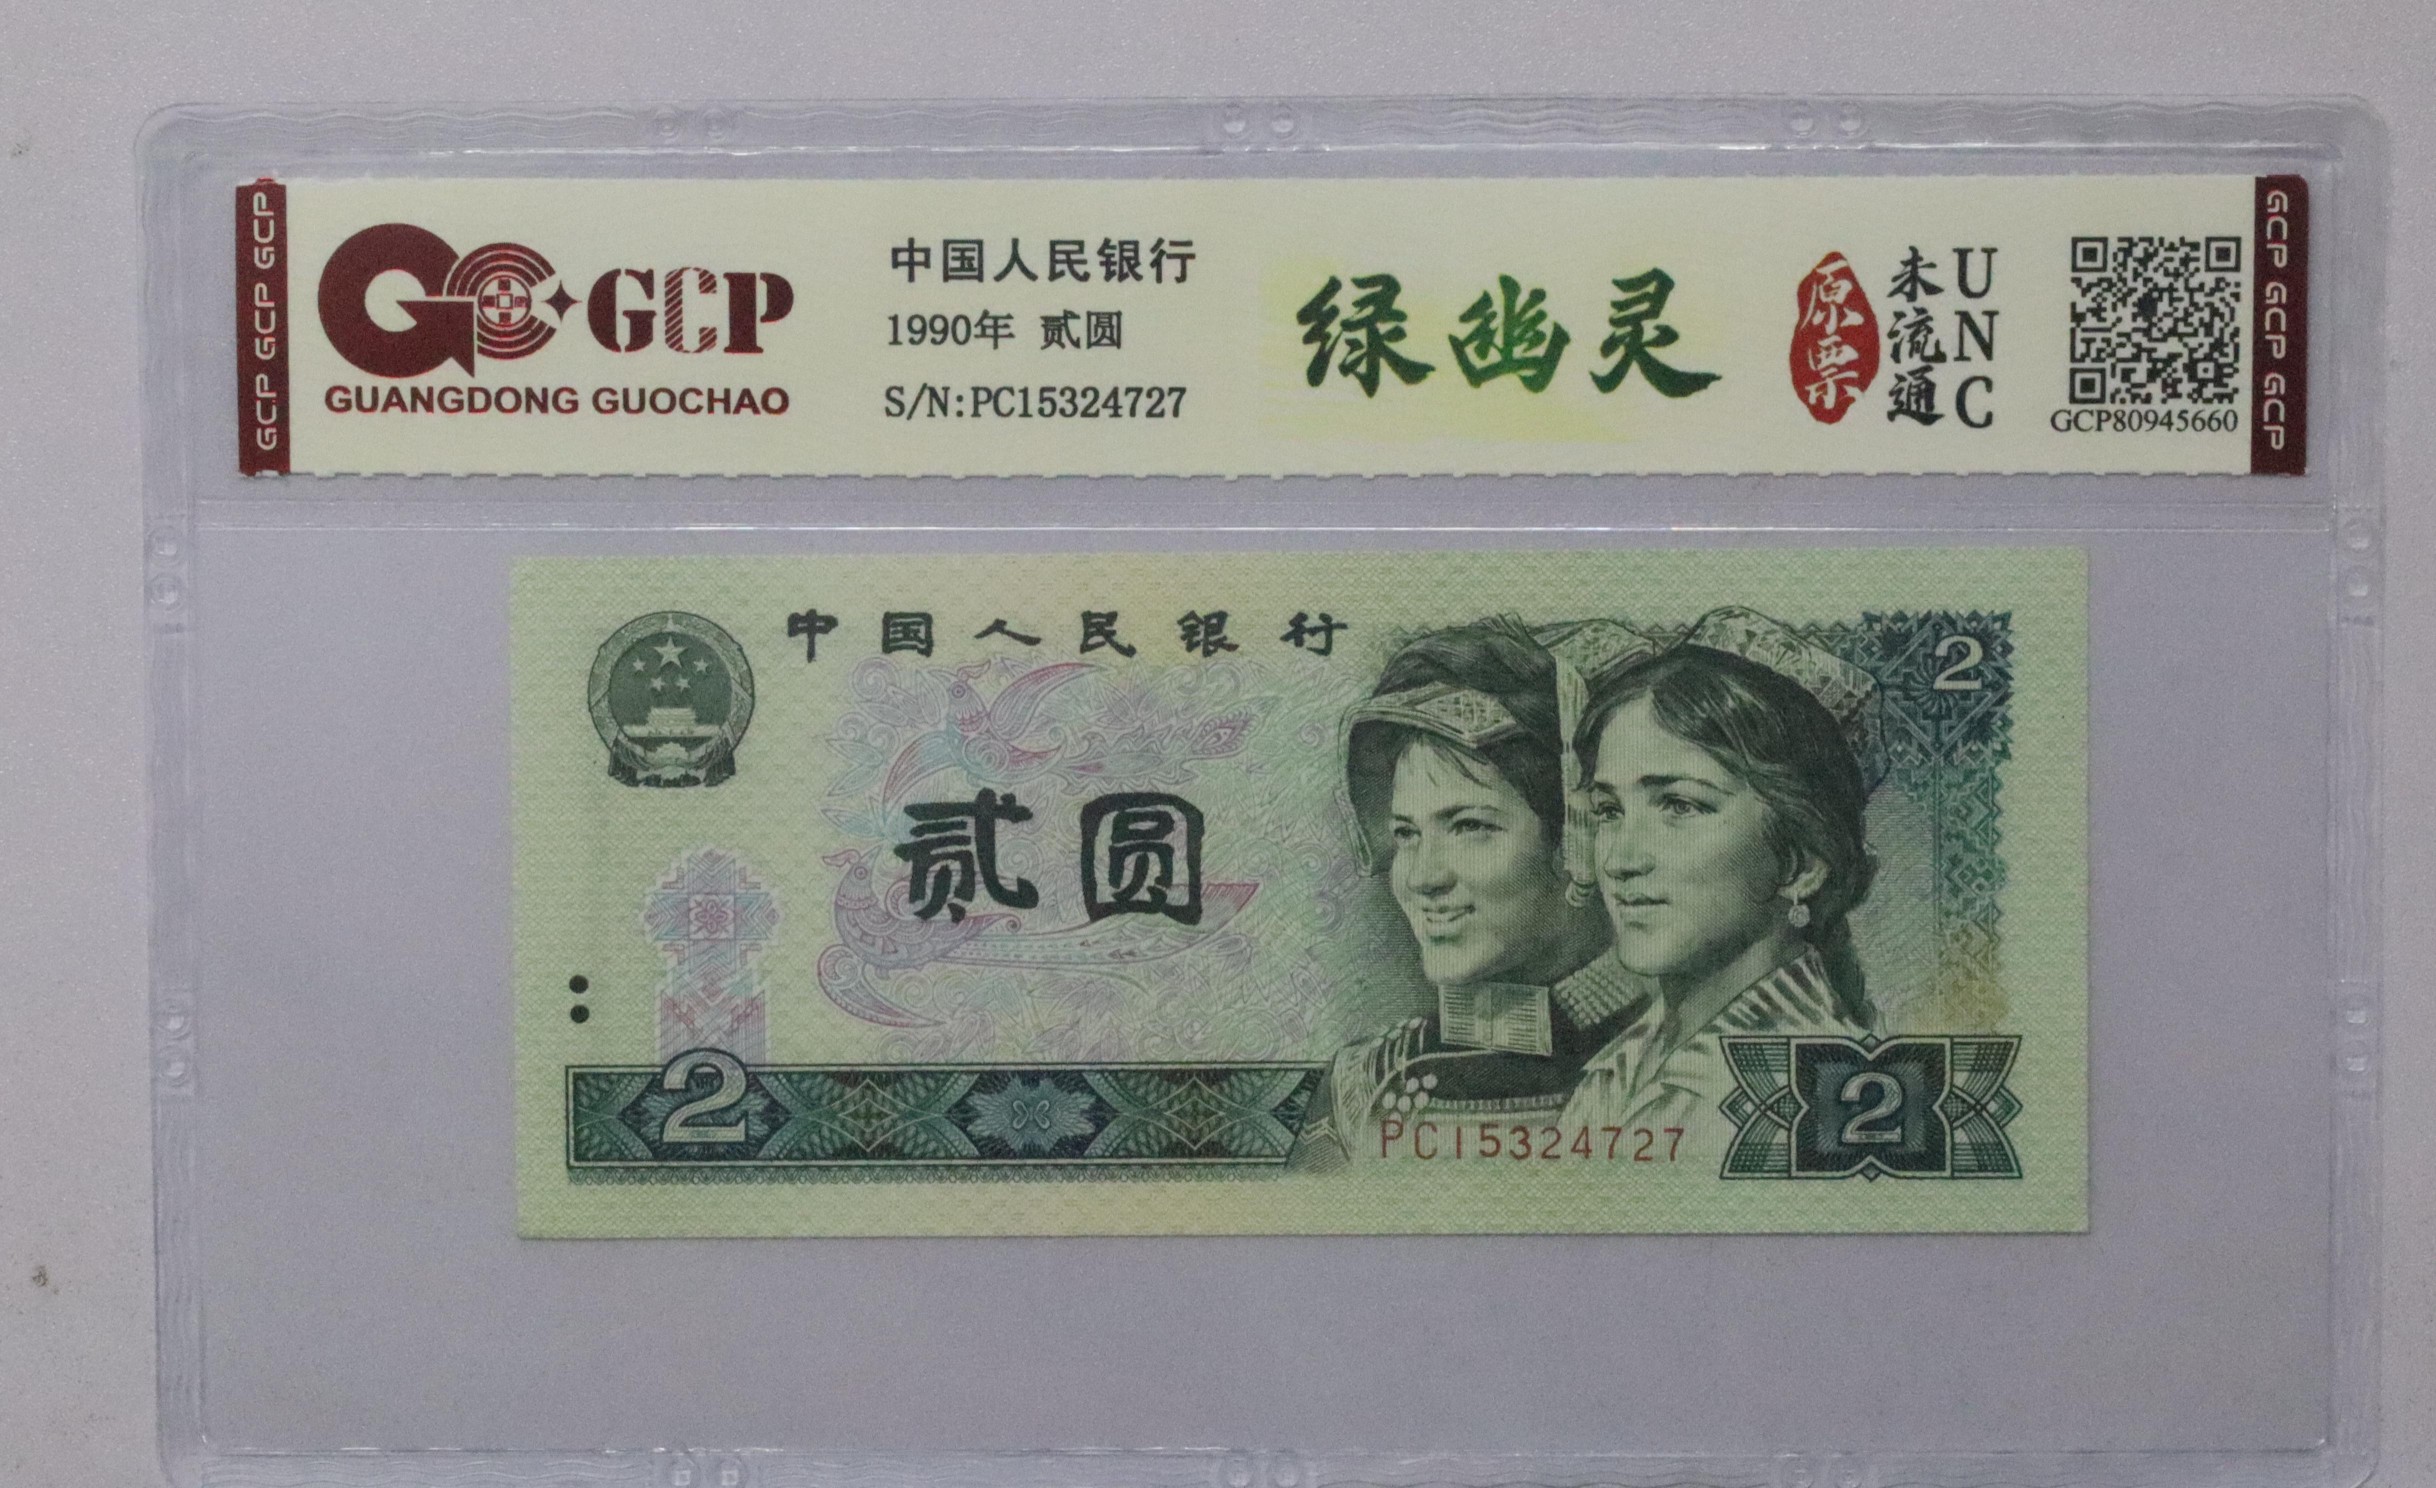 GCP GCP GCP
GCP
GUANGDONG GUOCHAO
中国人民银行
1990年 贰圆
S/N:PC15324727
绿幽灵
原票
未流通
UNC
GCP80945660
GCP GCP GCP
中国人民银行
2
贰圆
2
PC15324727
2